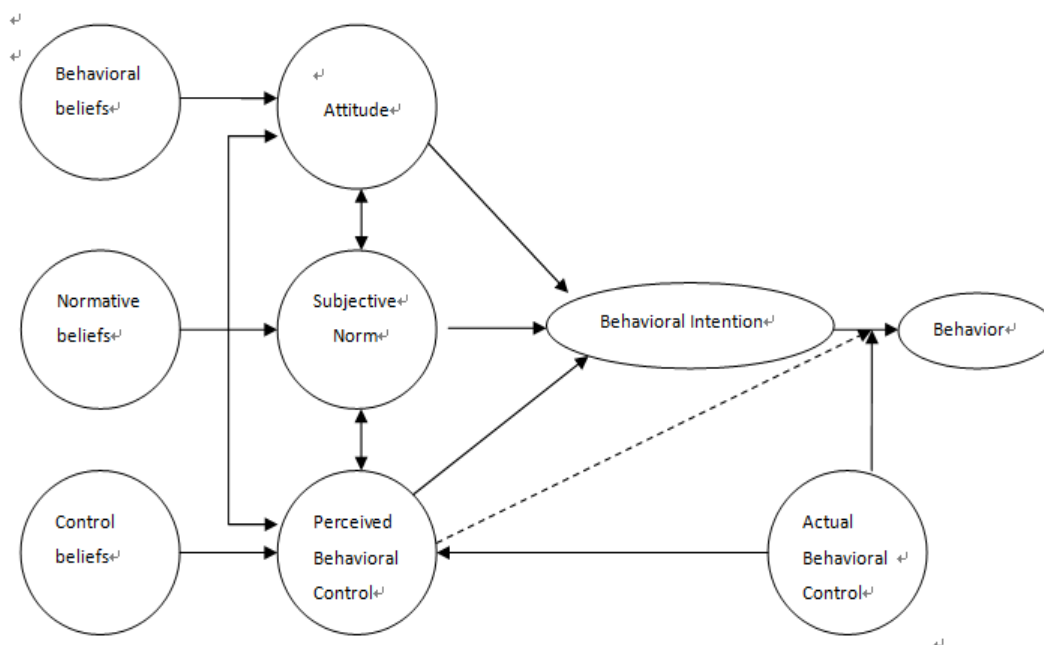 Behavioral
beliefs
Attitude
Normative
beliefs
Subjective
Norm
Behavioral Intention
Behavior
Control
beliefs
Perceived
Behavioral
Control
Actual
Behavioral
Control